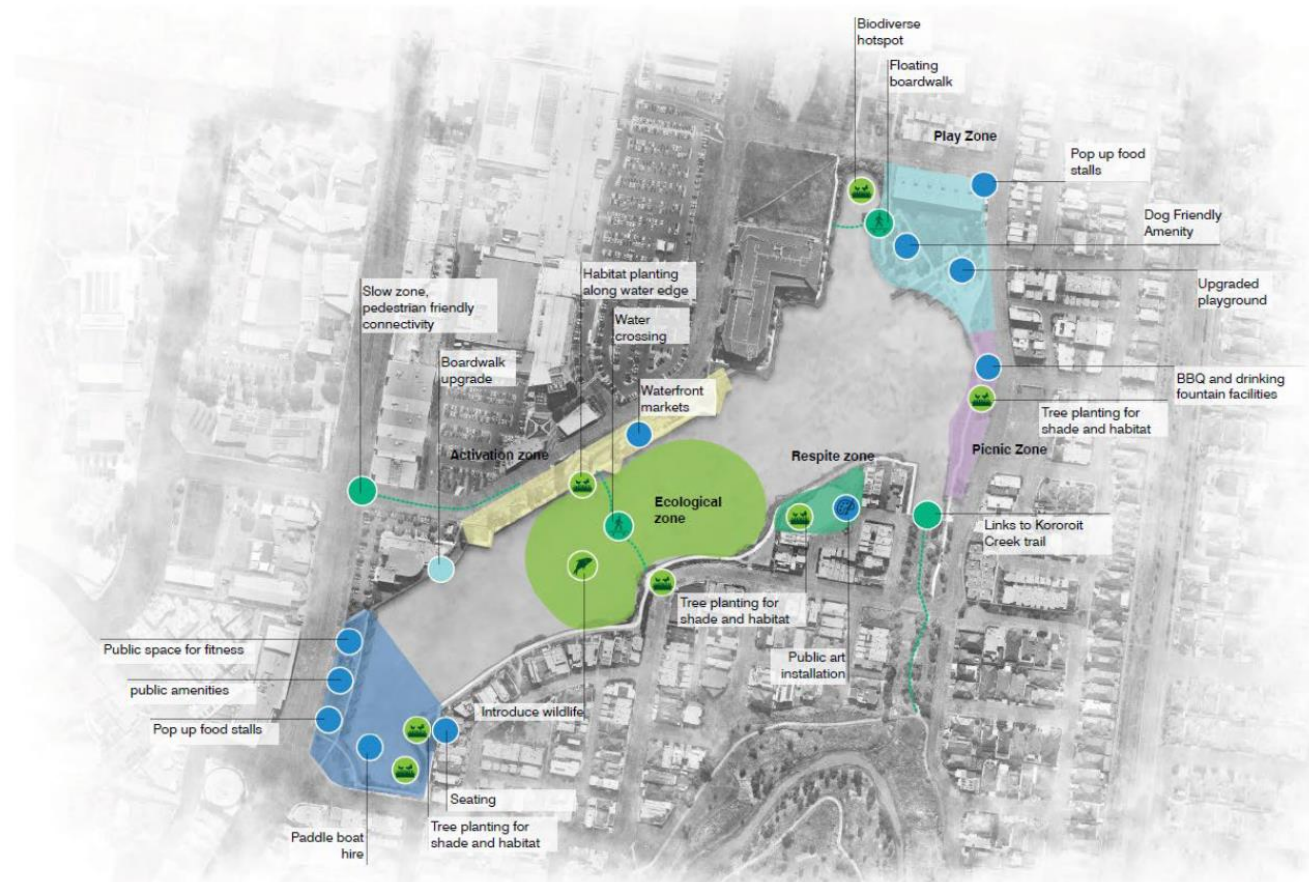 Biodiverse
hotspot
Floating
boardwalk
Play Zone
Pop up food
stalls
Dog Friendly
Amenity
Upgraded
playground
Habitat planting
along water edge
Slow zone,
pedestrian friendly
connectivity
Water
crossing
Boardwalk
upgrade
Waterfront
markets
BBQ and drinking
fountain facilities
Tree planting for
shade and habitat
Activation zone
Respite zone
Picnic Zone
Ecological
zone
Links to Kororoit
Creek trail
Tree planting for
shade and habitat
Public space for fitness
Public art
installation
public amenities
Introduce wildlife
Pop up food stalls
Seating
Tree planting for
shade and habitat
Paddle boat
hire